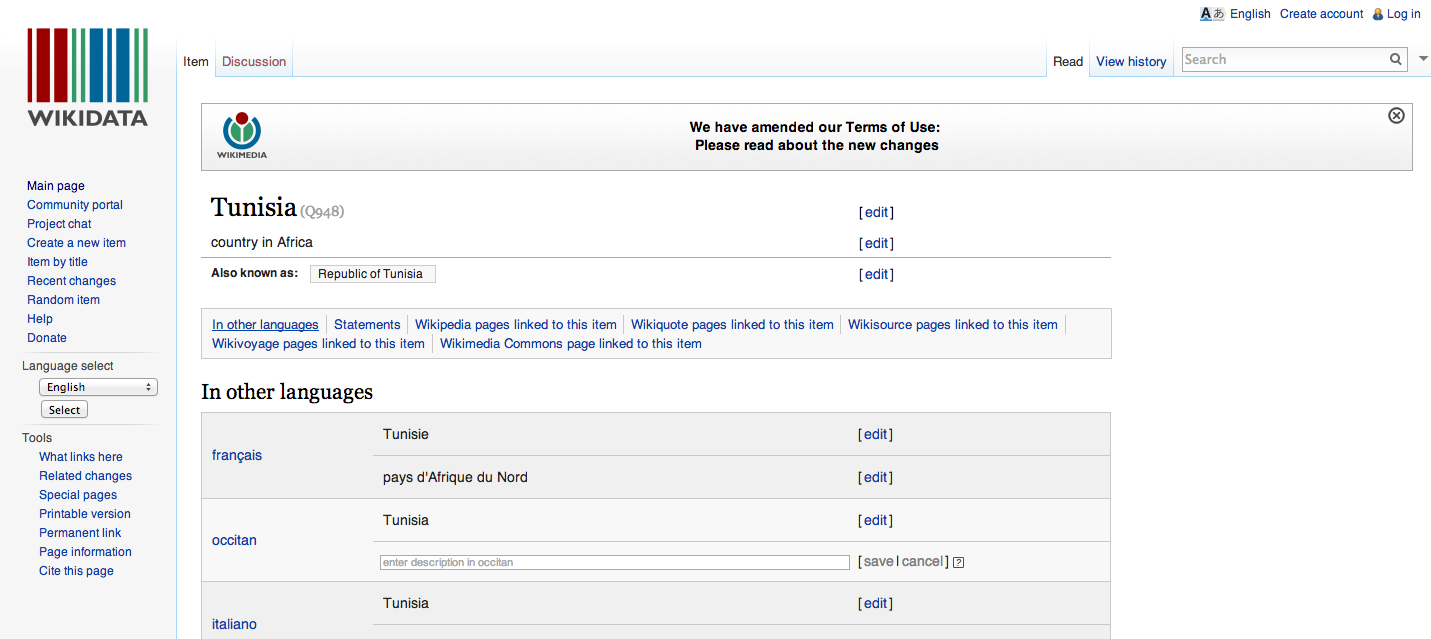 Aあ English Create account Log in
WIKIDATA
Item Discussion Read View history Search
WIKIMEDIA
We have amended our Terms of Use:
Please read about the new changes
Main page
Community portal
Project chat
Create a new item
Item by title
Recent changes
Random item
Help
Donate
Language select
English
Select
Tools
What links here
Related changes
Special pages
Printable version
Permanent link
Page information
Cite this page
Tunisia (Q948) [edit]
country in Africa [edit]
Also known as: Republic of Tunisia [edit]
In other languages Statements Wikipedia pages linked to this item Wikiquote pages linked to this item Wikisource pages linked to this item
Wikivoyage pages linked to this item Wikimedia Commons page linked to this item
In other languages
français
Tunisie [edit]
pays d'Afrique du Nord [edit]
occitan
Tunisia [edit]
enter description in occitan [save|cancel] ?
italiano
Tunisia [edit]